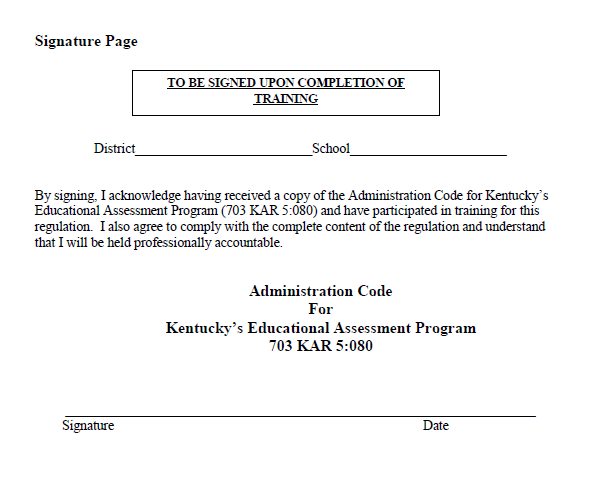 Signature Page
TO BE SIGNED UPON COMPLETION OF
TRAINING
District__________________________School_______________________
By signing, I acknowledge having received a copy of the Administration Code for Kentucky's
Educational Assessment Program (703 KAR 5:080) and have participated in training for this
regulation.  I also agree to comply with the complete content of the regulation and understand
that I will be held professionally accountable.
Administration Code
For
Kentucky's Educational Assessment Program
703 KAR 5:080
Signature Date